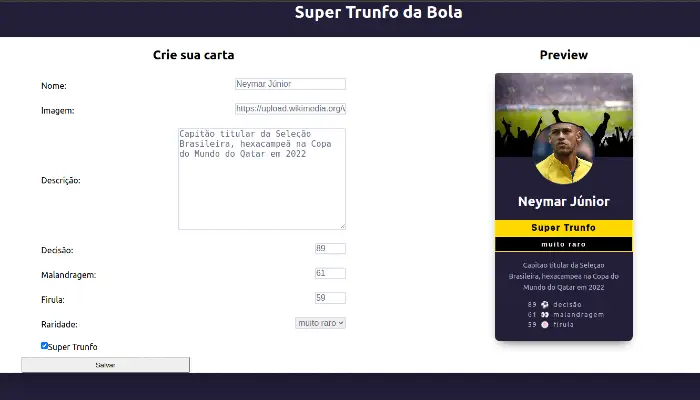 Super Trunfo da Bola
Crie sua carta
Nome:
Neymar Júnior
Imagem:
https://upload.wikimedia.org/v
Descrição:
Capitão titular da Seleção
Brasileira, hexacampeã na Copa
do Mundo do Qatar em 2022
Decisão:
89
Malandragem:
61
Firula:
59
Raridade:
muito raro
Super Trunfo
Salvar
Preview
Neymar Júnior
Super Trunfo
muito raro
Capitão titular da Seleção
Brasileira, hexacampeã na Copa do
Mundo do Qatar em 2022
89 ⚽ decisão
61 👀 malandragem
59 firula